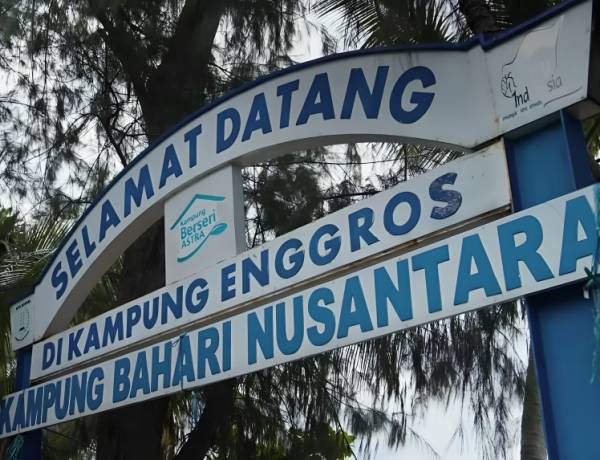 SELAMAT DATANG
Kampung
Berseri
ASTRA
DI KAMPUNG ENGGROS
KAMPUNG BAHARI NUSANTARA